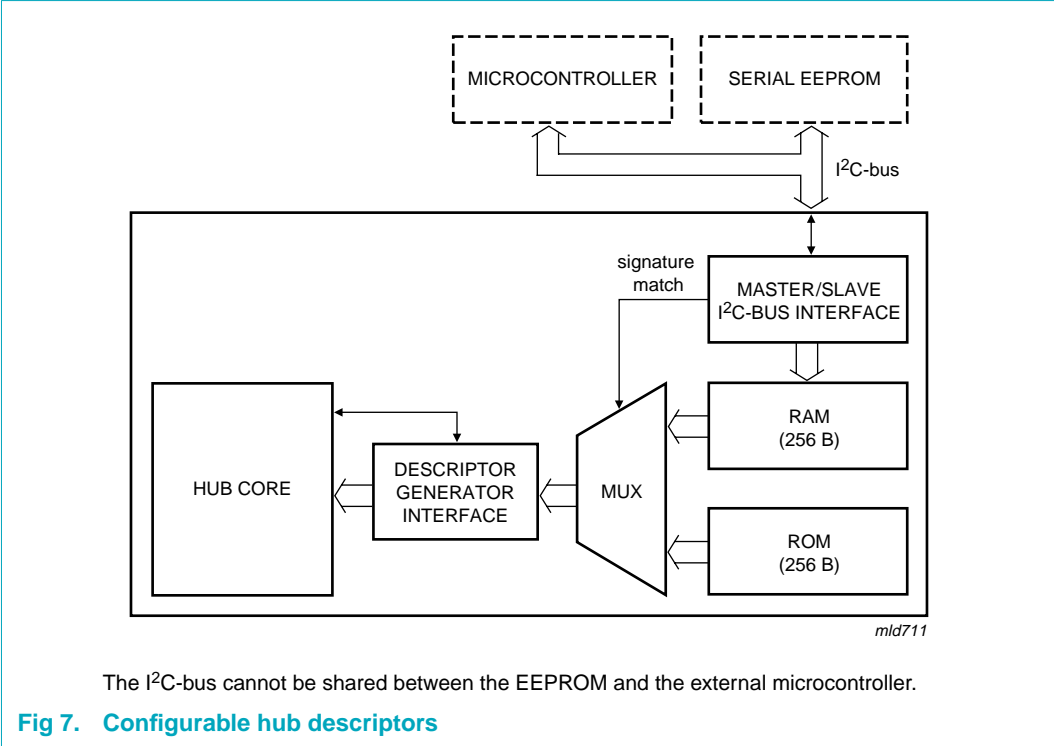 MICROCONTROLLER
SERIAL EEPROM
I2C-bus
signature
match
MASTER/SLAVE
I2C-BUS INTERFACE
RAM
(256 B)
HUB CORE
DESCRIPTOR
GENERATOR
INTERFACE
MUX
ROM
(256 B)
mld711
The I2C-bus cannot be shared between the EEPROM and the external microcontroller.
Fig 7. Configurable hub descriptors